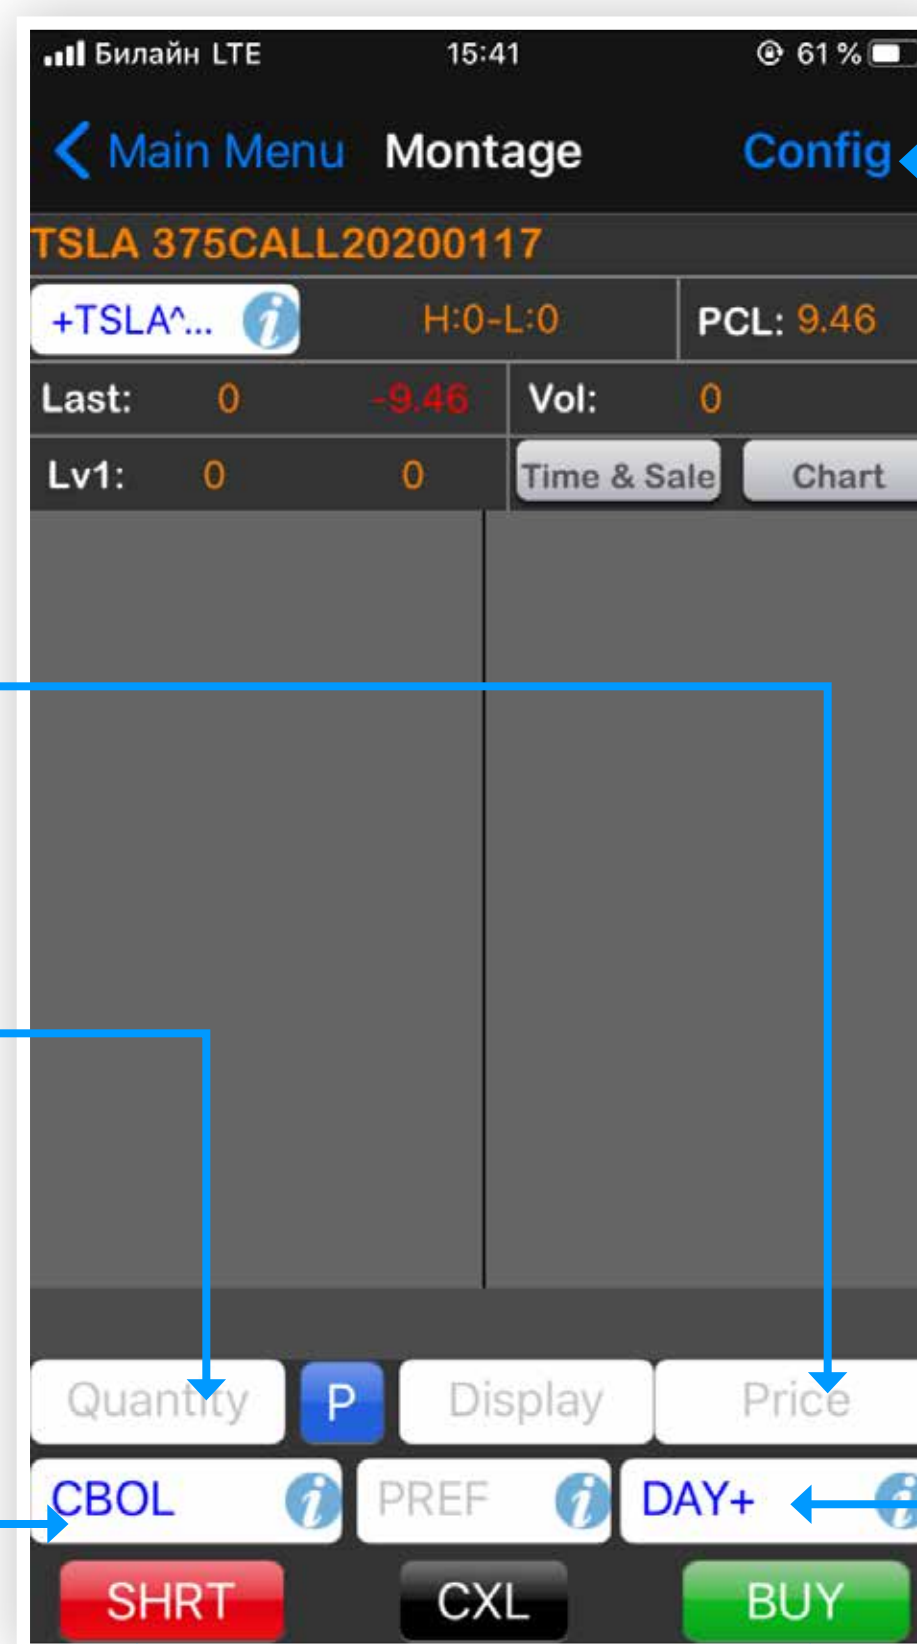 Билайн LTE 15:41 61 %
Main Menu Montage Config
TSLA 375CALL20200117
+TSLA^... H:0-L:0 PCL: 9.46
Last: 0 -9.46 Vol: 0
Lv1: 0 0 Time & Sale Chart
Quantity P Display Price
CBOL PREF DAY+
SHRT CXL BUY